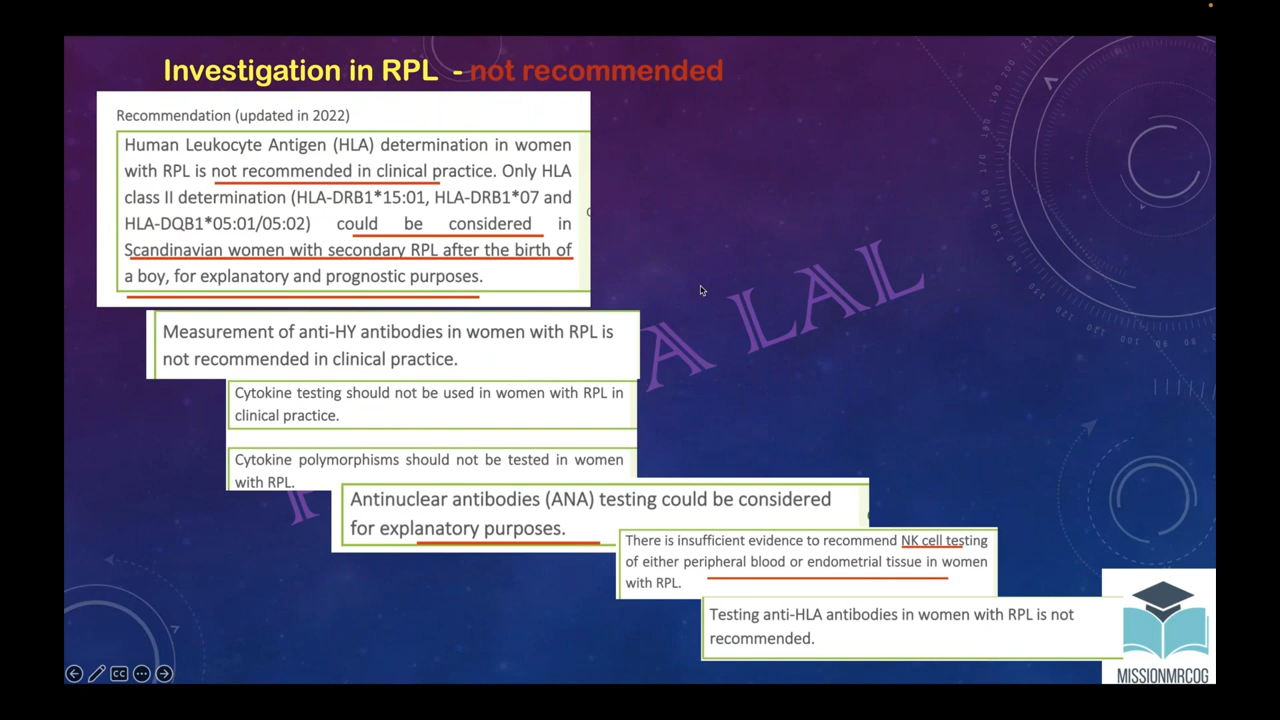 Investigation in RPL - not recommended
Recommendation (updated in 2022)
Human Leukocyte Antigen (HLA) determination in women
with RPL is not recommended in clinical practice. Only HLA
class II determination (HLA-DRB1*15:01, HLA-DRB1*07 and
HLA-DQB1*05:01/05:02) could be considered in
Scandinavian women with secondary RPL after the birth of
a boy, for explanatory and prognostic purposes.
Measurement of anti-HY antibodies in women with RPL is
not recommended in clinical practice.
Cytokine testing should not be used in women with RPL in
clinical practice.
Cytokine polymorphisms should not be tested in women
with RPL.
Antinuclear antibodies (ANA) testing could be considered
for explanatory purposes.
There is insufficient evidence to recommend NK cell testing
of either peripheral blood or endometrial tissue in women
with RPL.
Testing anti-HLA antibodies in women with RPL is not
recommended.
LAL
MISSIONMRCOG
CC